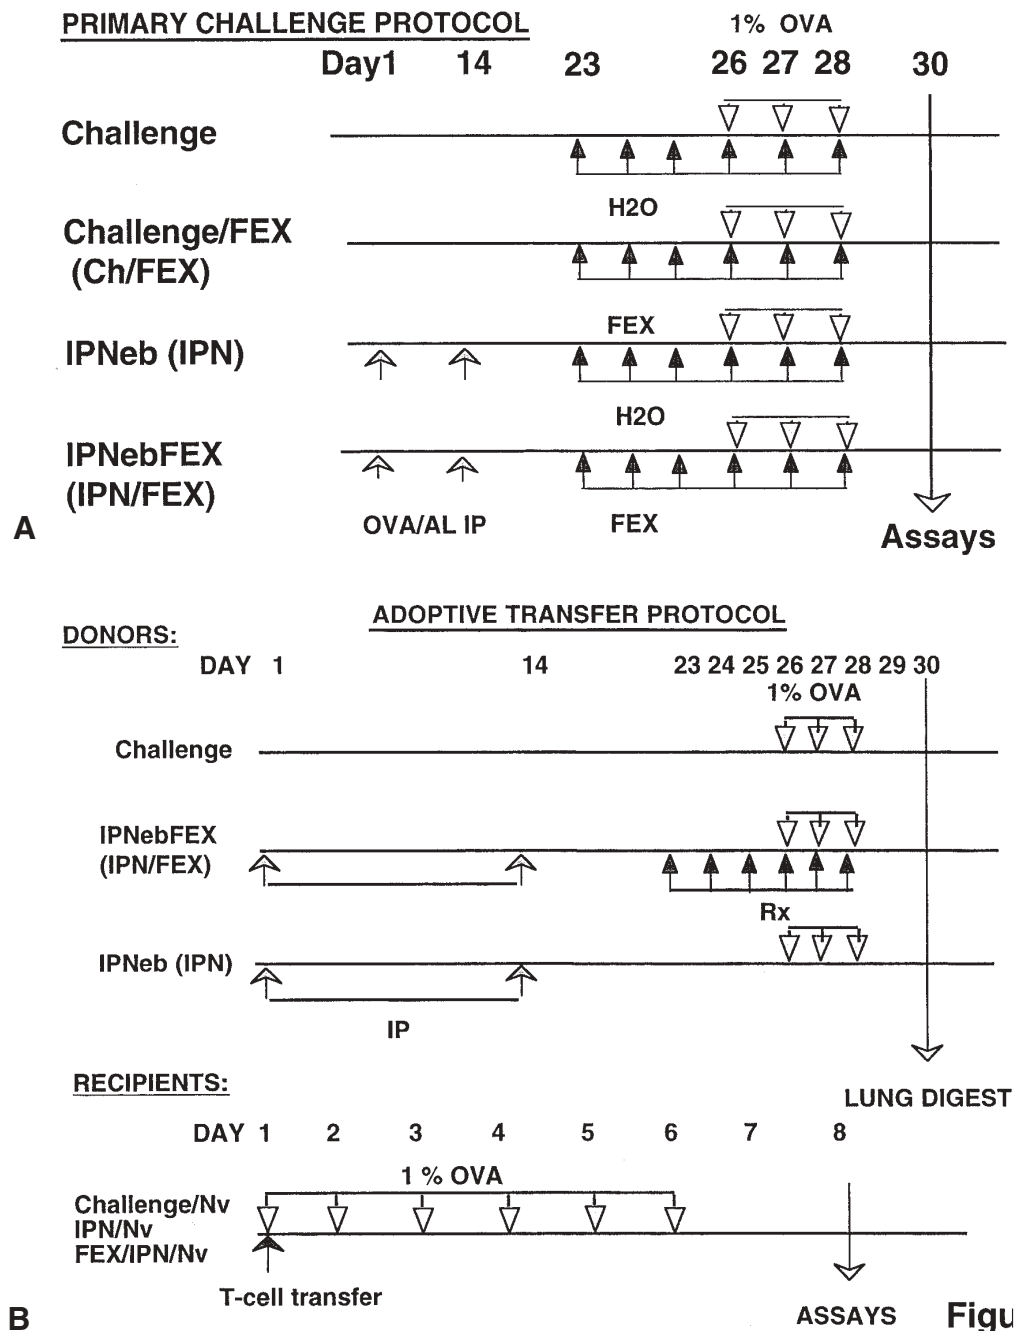 PRIMARY CHALLENGE PROTOCOL
1% OVA
Day1 14 23 26 27 28 30
Challenge
H2O
Challenge/FEX
(Ch/FEX)
FEX
IPNeb (IPN)
H2O
IPNebFEX
(IPN/FEX)
OVA/AL IP FEX
A
Assays
ADOPTIVE TRANSFER PROTOCOL
DONORS:
DAY 1 14 23 24 25 26 27 28 29 30
1% OVA
Challenge
IPNebFEX
(IPN/FEX)
Rx
IPNeb (IPN)
IP
RECIPIENTS:
LUNG DIGEST
DAY 1 2 3 4 5 6 7 8
1 % OVA
Challenge/Nv
IPN/Nv
FEX/IPN/Nv
T-cell transfer
B
ASSAYS
Figu